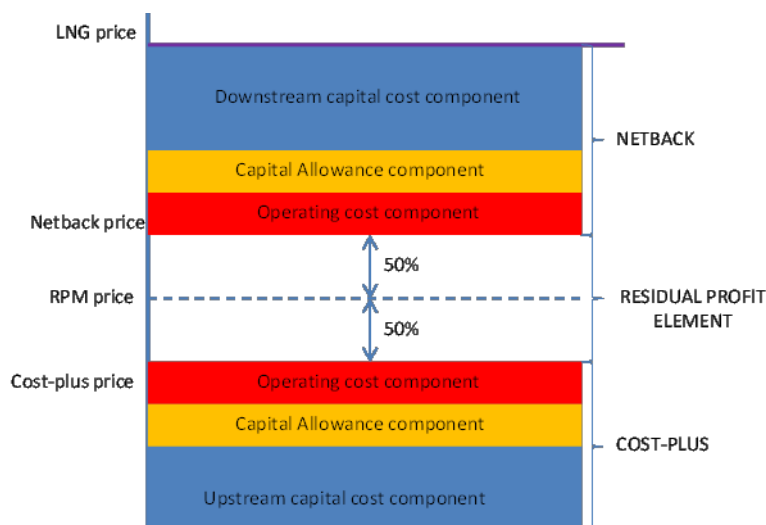 LNG price
Downstream capital cost component
NETBACK
Capital Allowance component
Operating cost component
Netback price
50%
RPM price
RESIDUAL PROFIT
ELEMENT
50%
Cost-plus price
Operating cost component
Capital Allowance component
COST-PLUS
Upstream capital cost component